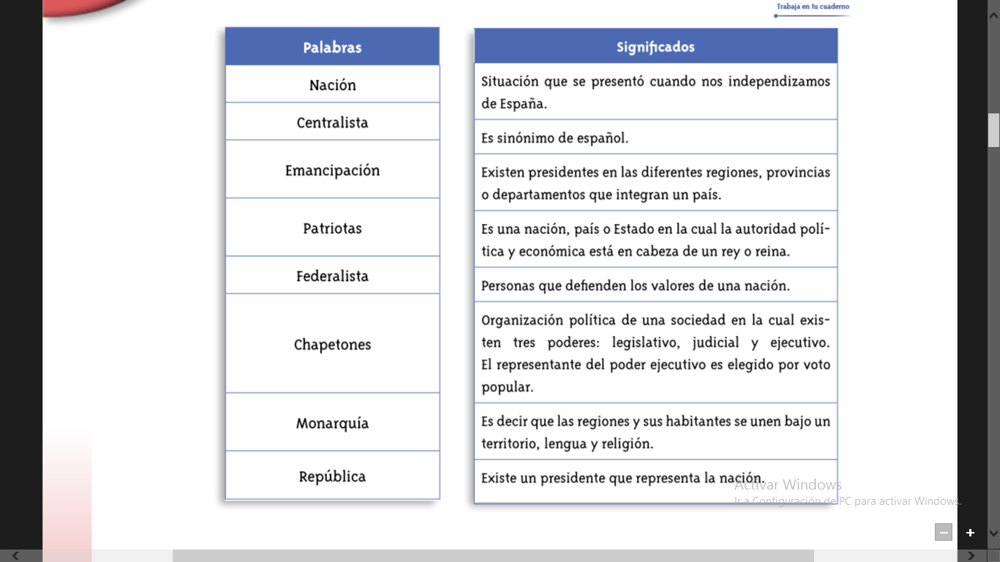 Trabaja en tu cuaderno
Palabras
Nación
Centralista
Emancipación
Patriotas
Federalista
Chapetones
Monarquía
República
Significados
Situación que se presentó cuando nos independizamos
de España.
Es sinónimo de español.
Existen presidentes en las diferentes regiones, provincias
o departamentos que integran un país.
Es una nación, país o Estado en la cual la autoridad polí-
tica y económica está en cabeza de un rey o reina.
Personas que defienden los valores de una nación.
Organización política de una sociedad en la cual exis-
ten tres poderes: legislativo, judicial y ejecutivo.
El representante del poder ejecutivo es elegido por voto
popular.
Es decir que las regiones y sus habitantes se unen bajo un
territorio, lengua y religión.
Existe un presidente que representa la nación.
Activar Windows
Ir a Configuración de PC para activar Windows.